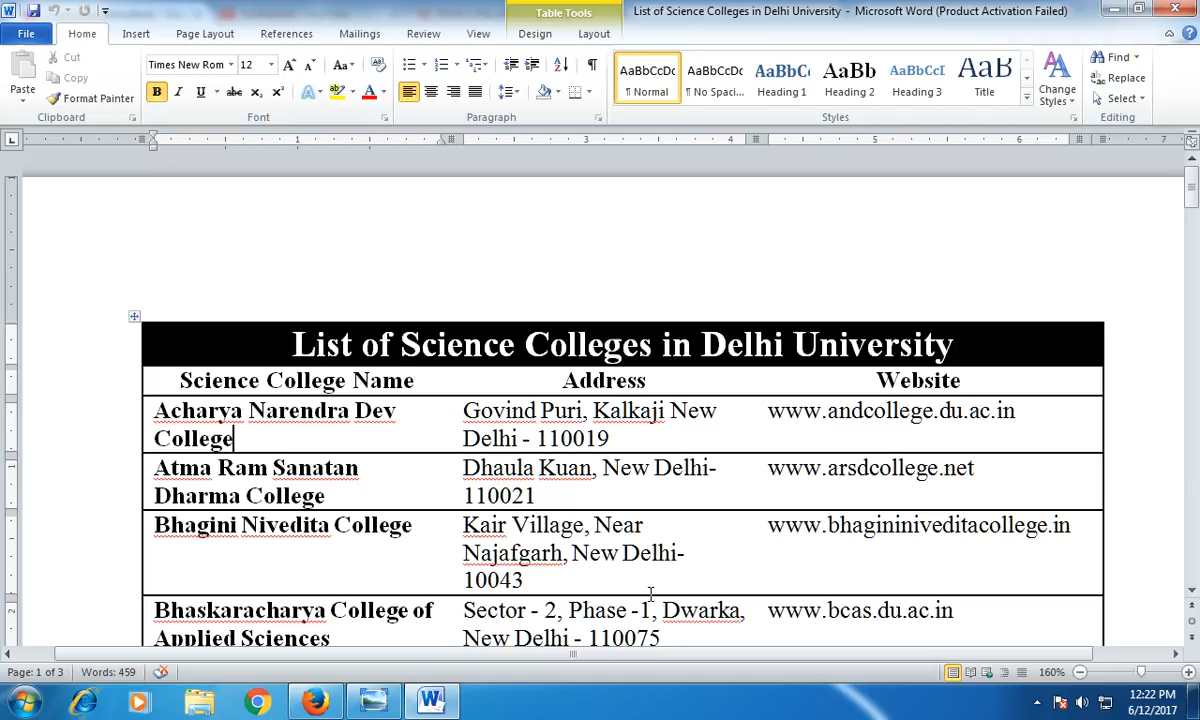 List of Science Colleges in Delhi University - Microsoft Word (Product Activation Failed)
Table Tools
File Home Insert Page Layout References Mailings Review View Design Layout
Cut
Copy
Format Painter
Paste
Clipboard
Times New Rom 12
Font
Paragraph
AaBbCcDc AaBbCcDc AaBbC AaBb AaBbCcI AaB
¶ Normal ¶ No Spaci... Heading 1 Heading 2 Heading 3 Title
Change Styles
Styles
Find
Replace
Select
Editing
1 3 4 5 6 7
List of Science Colleges in Delhi University
Science College Name Address Website
Acharya Narendra Dev Govind Puri, Kalkaji New www.andcollege.du.ac.in
College Delhi - 110019
Atma Ram Sanatan Dhaula Kuan, New Delhi- www.arsdcollege.net
Dharma College 110021
Bhagini Nivedita College Kair Village, Near www.bhagininiveditacollege.in
Najafgarh, New Delhi-
10043
Bhaskaracharya College of Sector - 2, Phase -1, Dwarka, www.bcas.du.ac.in
Applied Sciences New Delhi - 110075
Page: 1 of 3 Words: 459 160%
12:22 PM
6/12/2017